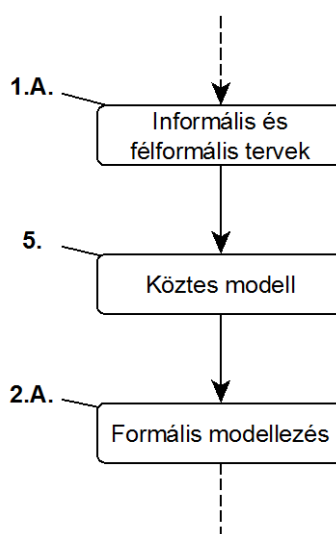 1.A.
Informális és
félformális tervek
5.
Köztes modell
2.A.
Formális modellezés